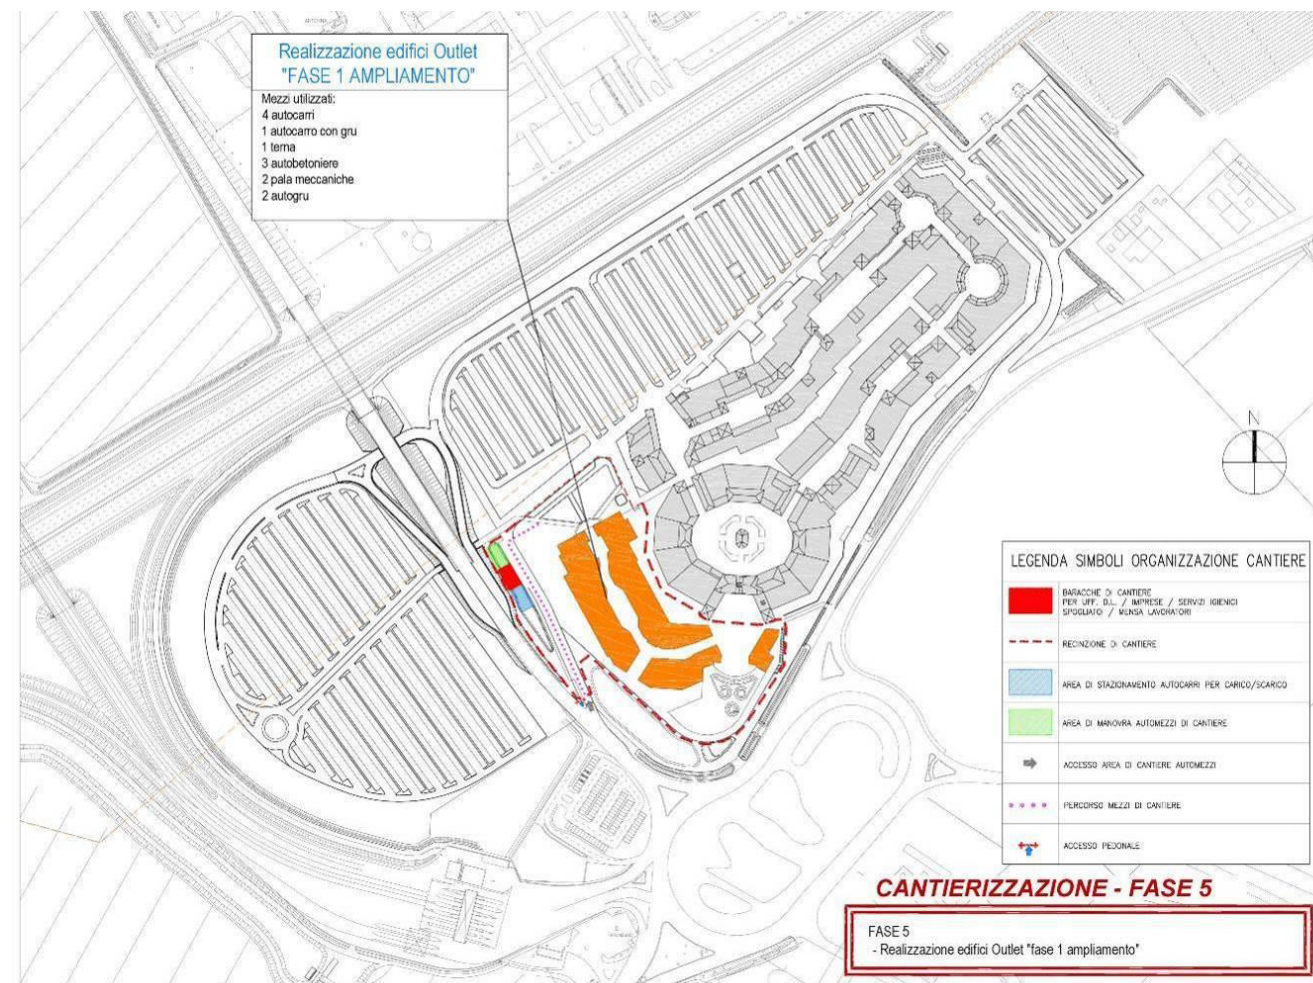 Realizzazione edifici Outlet
"FASE 1 AMPLIAMENTO"
Mezzi utilizzati:
4 autocarri
1 autocarro con gru
1 terna
3 autobetoniere
2 pala meccaniche
2 autogru
N
LEGENDA SIMBOLI ORGANIZZAZIONE CANTIERE
BARACCHE DI CANTIERE
PER UFF. D.L. / IMPRESE / SERVIZI IGIENICI
SPOGLIATOI / MENSA LAVORATORI
RECINZIONE DI CANTIERE
AREA DI STAZIONAMENTO AUTOCARRI PER CARICO/SCARICO
AREA DI MANOVRA AUTOMEZZI DI CANTIERE
ACCESSO AREA DI CANTIERE AUTOMEZZI
PERCORSO MEZZI DI CANTIERE
ACCESSO PEDONALE
CANTIERIZZAZIONE - FASE 5
FASE 5
- Realizzazione edifici Outlet "fase 1 ampliamento"